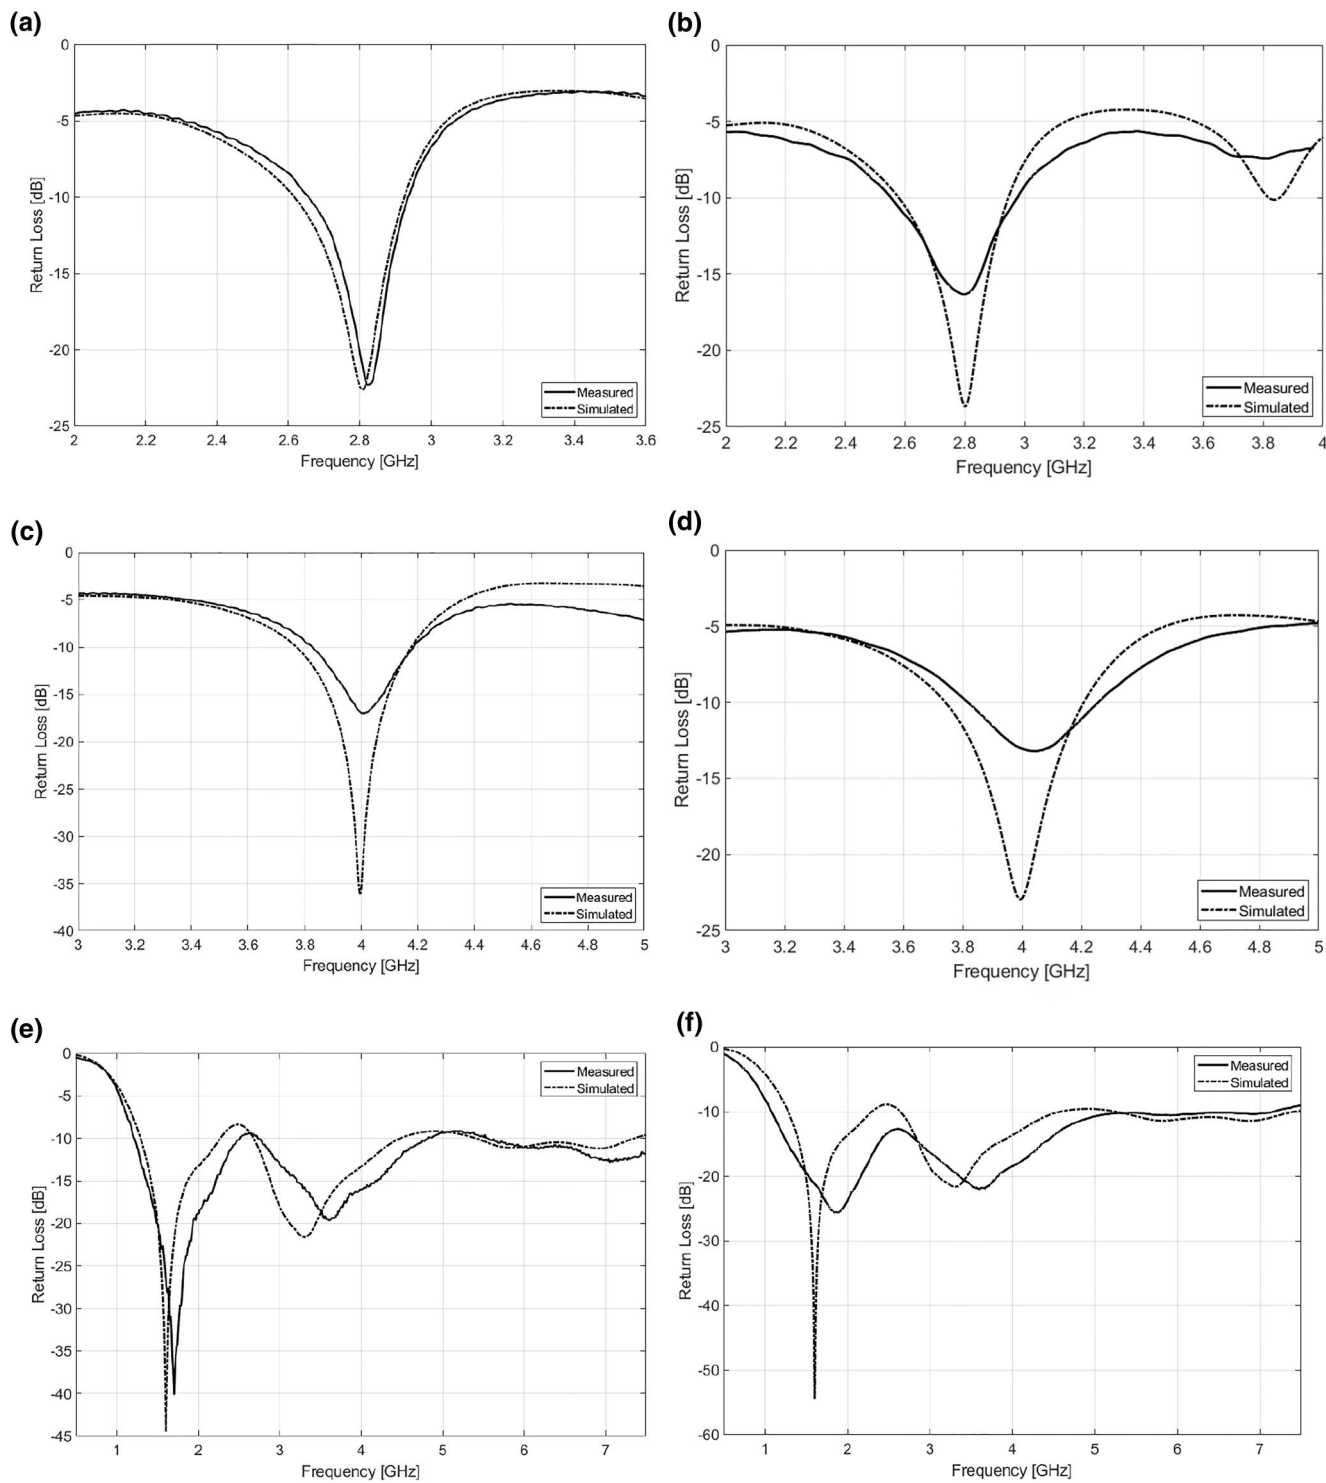 (a)
0
-5
-10
-15
-20
-25
Return Loss [dB]
2 2.2 2.4 2.6 2.8 3 3.2 3.4 3.6
Frequency [GHz]
Measured
Simulated
(b)
0
-5
-10
-15
-20
-25
Return Loss [dB]
2 2.2 2.4 2.6 2.8 3 3.2 3.4 3.6 3.8 4
Frequency [GHz]
Measured
Simulated
(c)
0
-5
-10
-15
-20
-25
-30
-35
-40
Return Loss [dB]
3 3.2 3.4 3.6 3.8 4 4.2 4.4 4.6 4.8 5
Frequency [GHz]
Measured
Simulated
(d)
0
-5
-10
-15
-20
-25
Return Loss [dB]
3 3.2 3.4 3.6 3.8 4 4.2 4.4 4.6 4.8 5
Frequency [GHz]
Measured
Simulated
(e)
0
-5
-10
-15
-20
-25
-30
-35
-40
-45
Return Loss [dB]
1 2 3 4 5 6 7
Frequency [GHz]
Measured
Simulated
(f)
0
-10
-20
-30
-40
-50
-60
Return Loss [dB]
1 2 3 4 5 6 7
Frequency [GHz]
Measured
Simulated